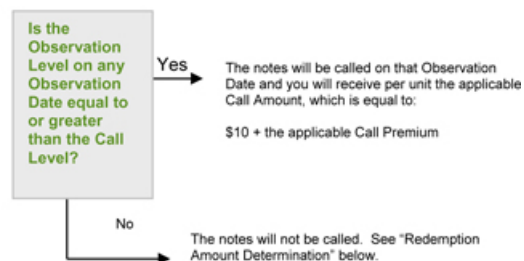 Is the
Observation
Level on any
Observation
Date equal to
or greater
than the Call
Level?
Yes
The notes will be called on that Observation
Date and you will receive per unit the applicable
Call Amount, which is equal to:
$10 + the applicable Call Premium
No
The notes will not be called. See “Redemption
Amount Determination” below.